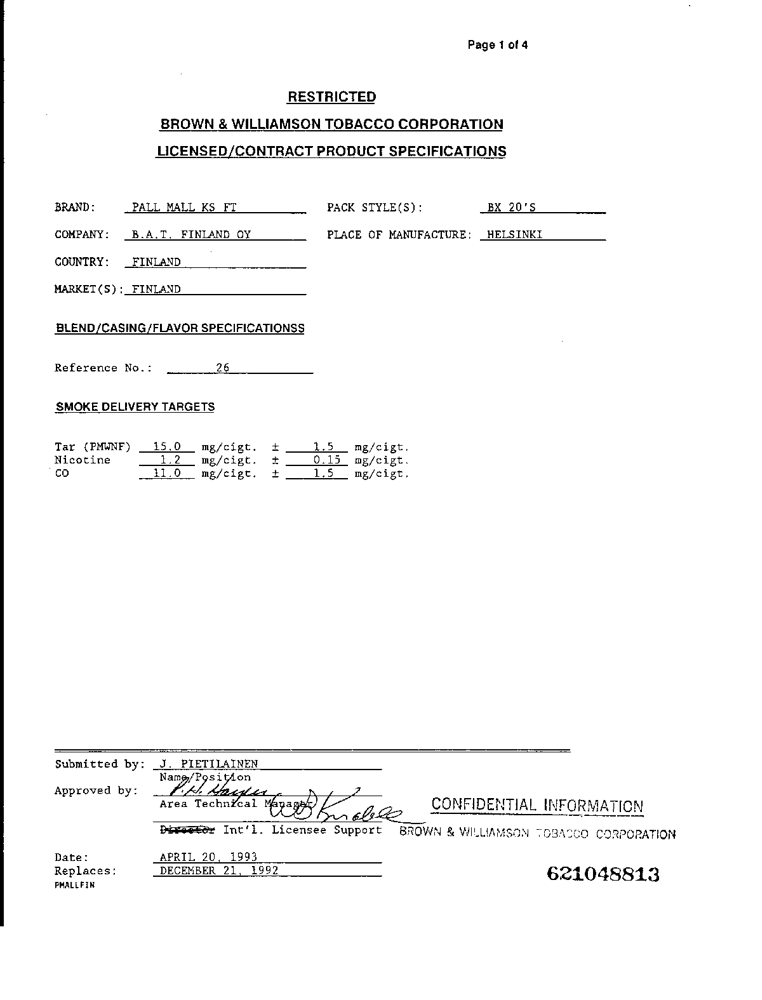 Page 1 of 4
RESTRICTED
BROWN & WILLIAMSON TOBACCO CORPORATION
LICENSED/CONTRACT PRODUCT SPECIFICATIONS
BRAND: PALL MALL KS FT PACK STYLE(S): BX 20'S
COMPANY: B.A.T. FINLAND OY PLACE OF MANUFACTURE: HELSINKI
COUNTRY: FINLAND
MARKET(S): FINLAND
BLEND/CASING/FLAVOR SPECIFICATIONSS
Reference No.: 26
SMOKE DELIVERY TARGETS
Tar (PMWNF) 15.0 mg/cigt. ± 1.5 mg/cigt.
Nicotine 1.2 mg/cigt. ± 0.15 mg/cigt.
CO 11.0 mg/cigt. ± 1.5 mg/cigt.
Submitted by: J. PIETILAINEN
Name/Position
Approved by:
Area Technical Manager
CONFIDENTIAL INFORMATION
Director Int'l. Licensee Support BROWN & WILLIAMSON TOBACCO CORPORATION
Date: APRIL 20, 1993
Replaces: DECEMBER 21, 1992
PMALLFIN
621048813